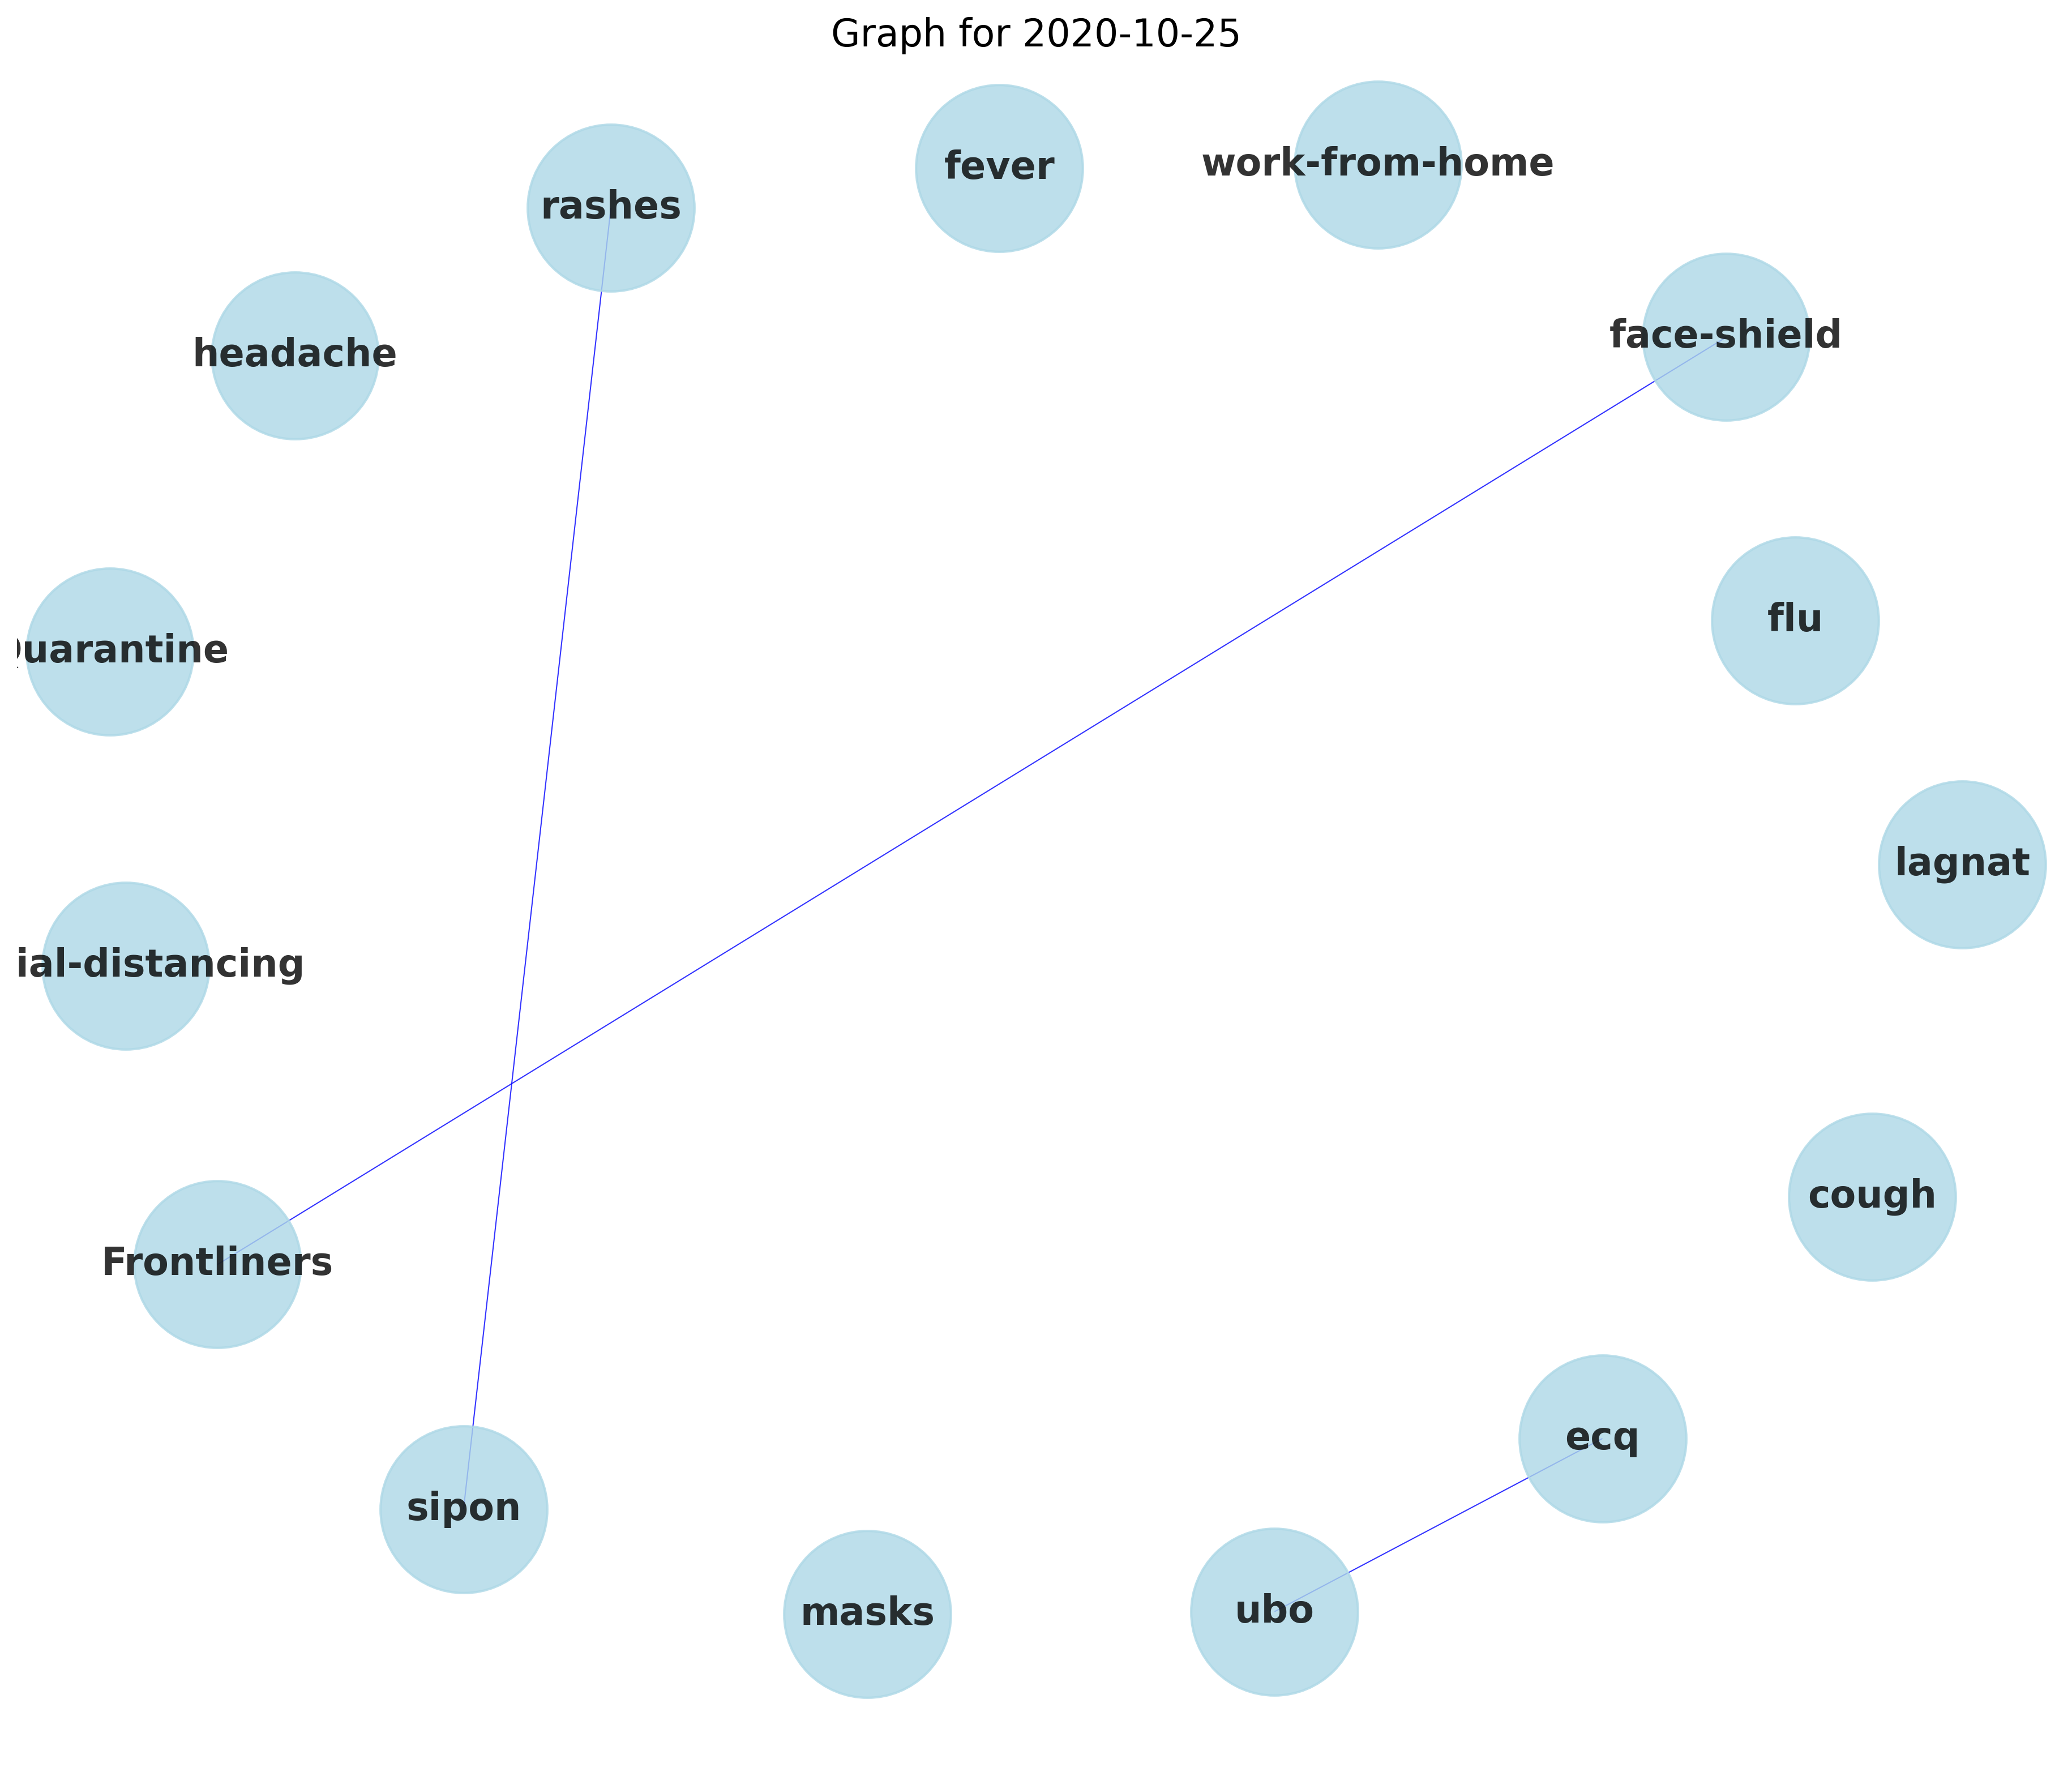 Graph for 2020-10-25
fever
work-from-home
rashes
face-shield
headache
flu
uarantine
lagnat
ial-distancing
cough
Frontliners
ecq
sipon
ubo
masks